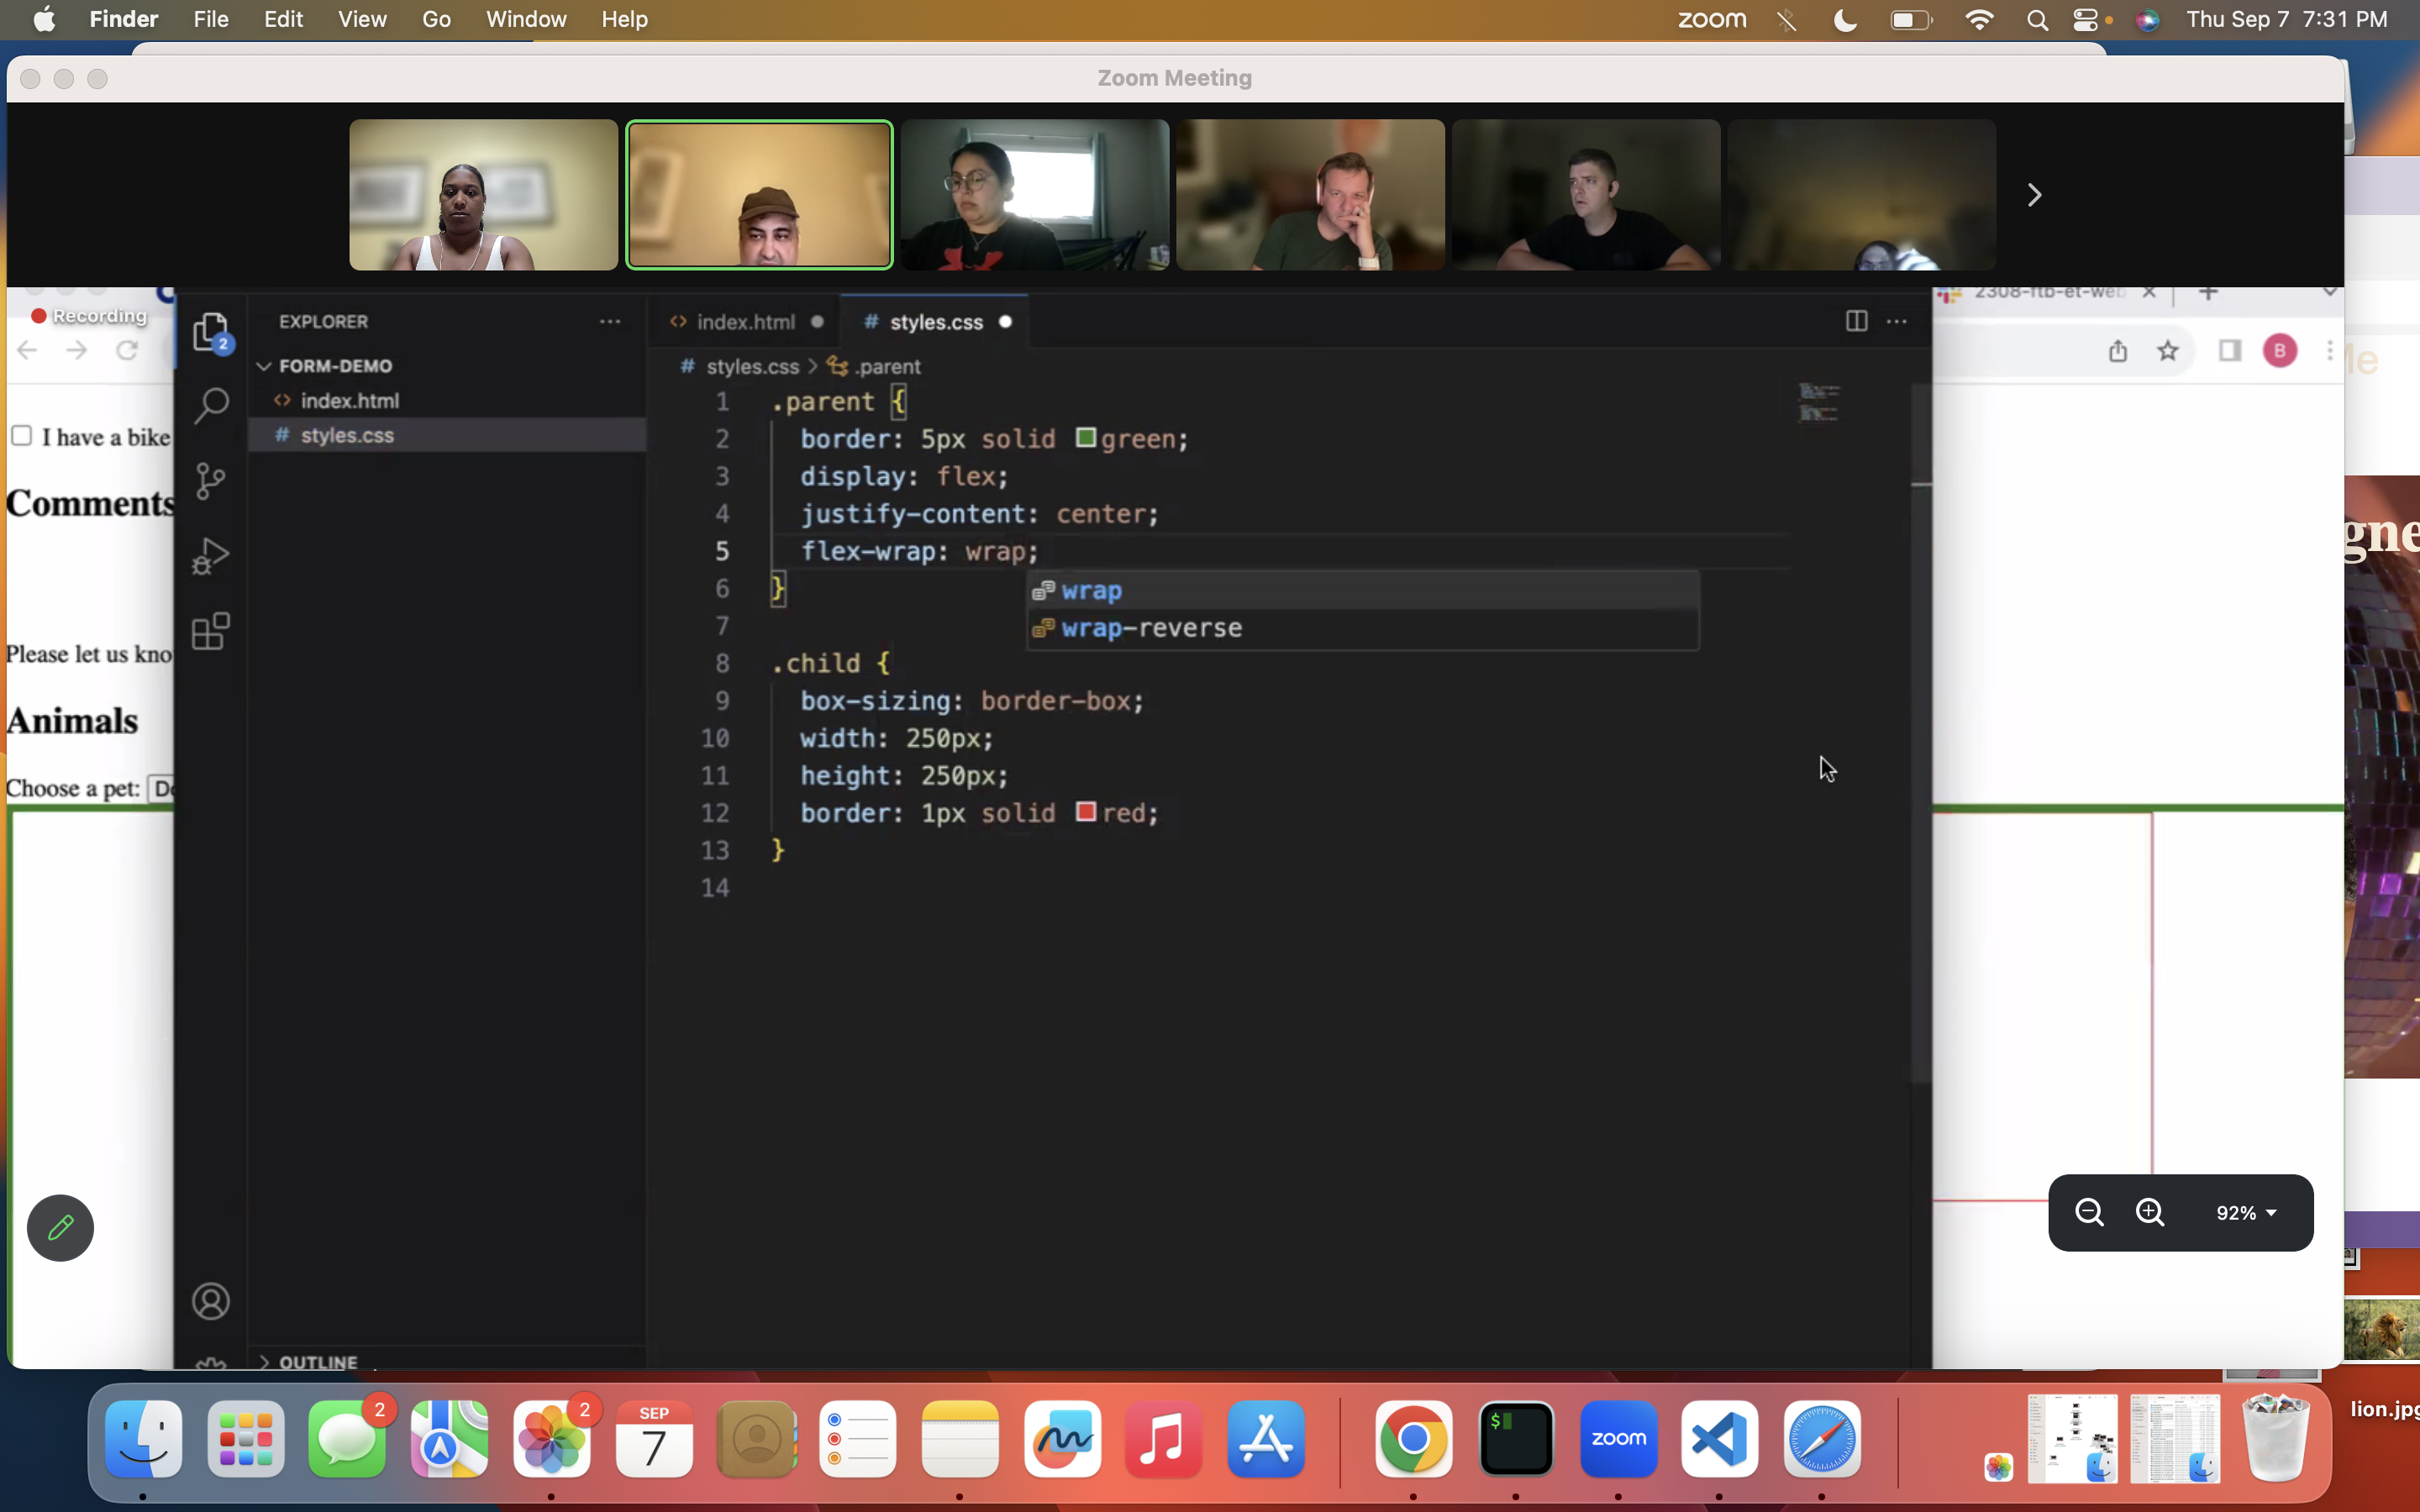 Finder File Edit View Go Window Help
zoom
Thu Sep 7 7:31 PM
Zoom Meeting
Recording
2
EXPLORER
index.html
# styles.css
FORM-DEMO
<> index.html
# styles.css
# styles.css > .parent
1 .parent {
2 border: 5px solid green;
3 display: flex;
4 justify-content: center;
5 flex-wrap: wrap;
6 }
wrap
wrap-reverse
7
8 .child {
9 box-sizing: border-box;
10 width: 250px;
11 height: 250px;
12 border: 1px solid red;
13 }
14
OUTLINE
I have a bike
Comments
Please let us kno
Animals
Choose a pet:
2308-ftb-et-web
B
Me
gne
92%
2
2
SEP
7
$
zoom
lion.jpg